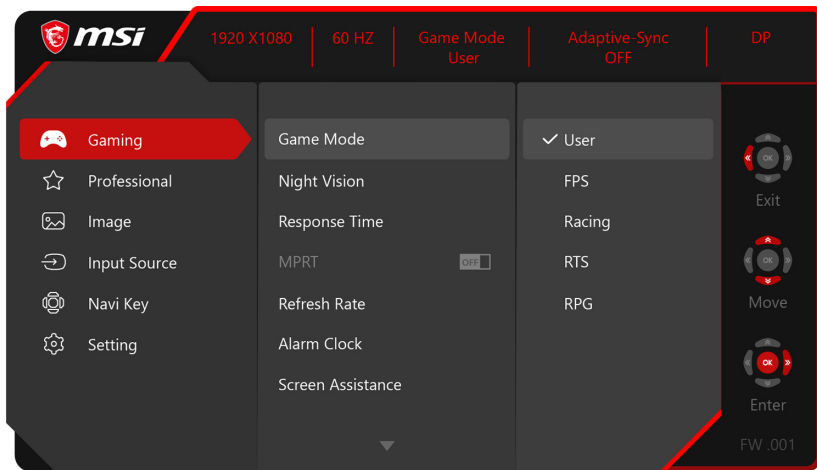 msi
1920 X1080
60 HZ
Game Mode
User
Adaptive-Sync
OFF
DP
Gaming
Professional
Image
Input Source
Navi Key
Setting
Game Mode
Night Vision
Response Time
MPRT OFF
Refresh Rate
Alarm Clock
Screen Assistance
User
FPS
Racing
RTS
RPG
OK
Exit
OK
Move
OK
Enter
FW .001